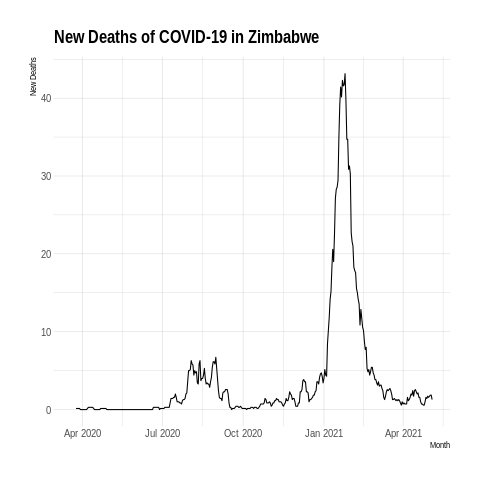 New Deaths of COVID-19 in Zimbabwe
New Deaths
40
30
20
10
0
Apr 2020 Jul 2020 Oct 2020 Jan 2021 Apr 2021
Month